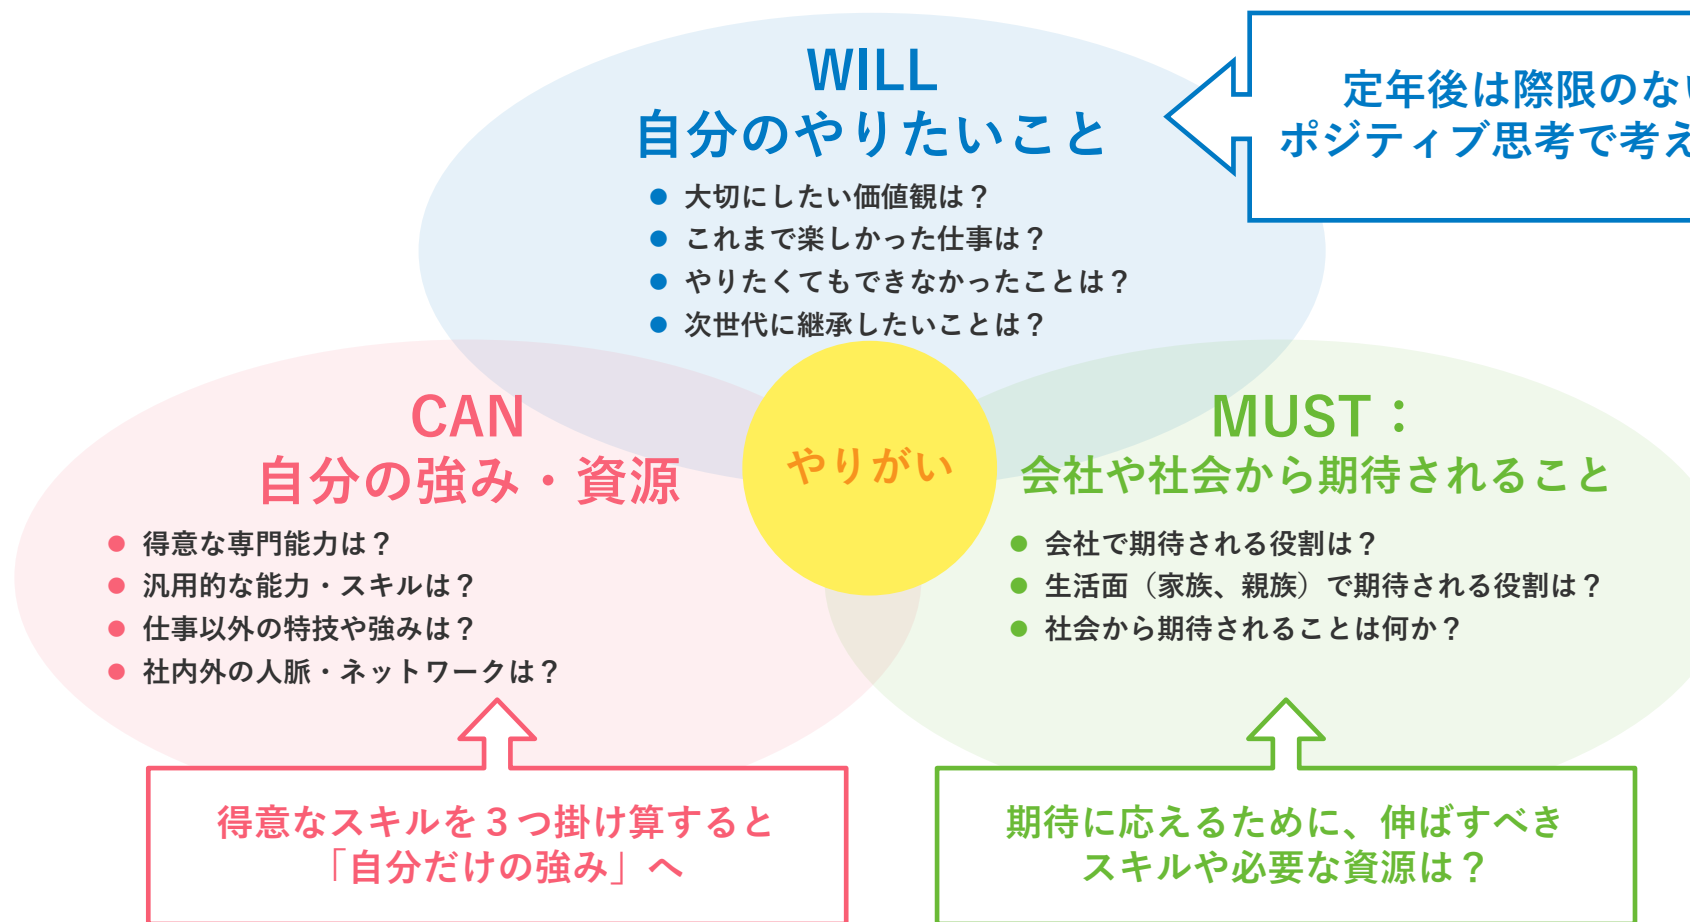 WILL
自分のやりたいこと
大切にしたい価値観は？
これまで楽しかった仕事は？
やりたくてもできなかったことは？
次世代に継承したいことは？
定年後は際限のない
ポジティブ思考で考え
CAN
自分の強み・資源
得意な専門能力は？
汎用的な能力・スキルは？
仕事以外の特技や強みは？
社内外の人脈・ネットワークは？
やりがい
MUST：
会社や社会から期待されること
会社で期待される役割は？
生活面（家族、親族）で期待される役割は？
社会から期待されることは何か？
得意なスキルを３つ掛け算すると
「自分だけの強み」へ
期待に応えるために、伸ばすべき
スキルや必要な資源は？